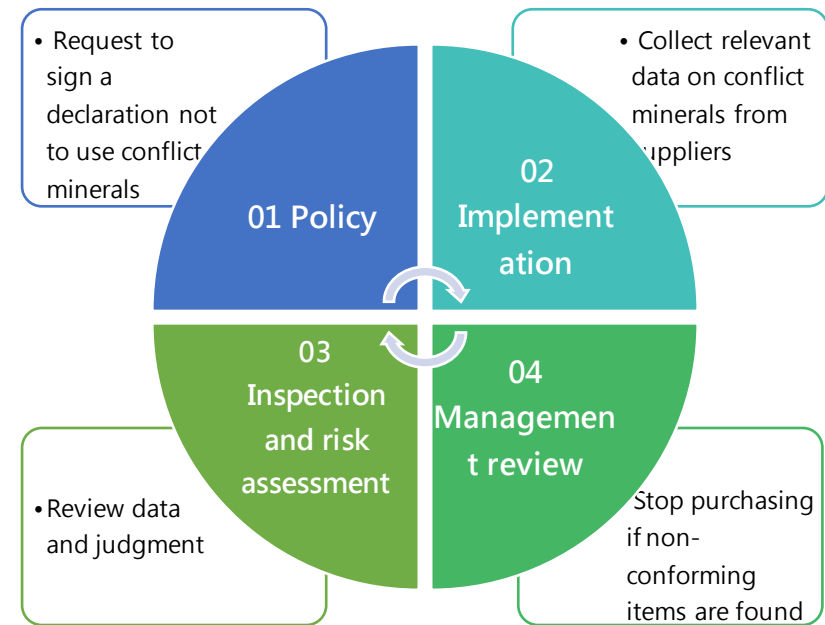 • Request to
sign a
declaration not
to use conflict
minerals
01 Policy
• Collect relevant
data on conflict
minerals from
suppliers
02
Implement
ation
03
Inspection
and risk
assessment
• Review data
and judgment
04
Managemen
t review
Stop purchasing
if non-
conforming
items are found